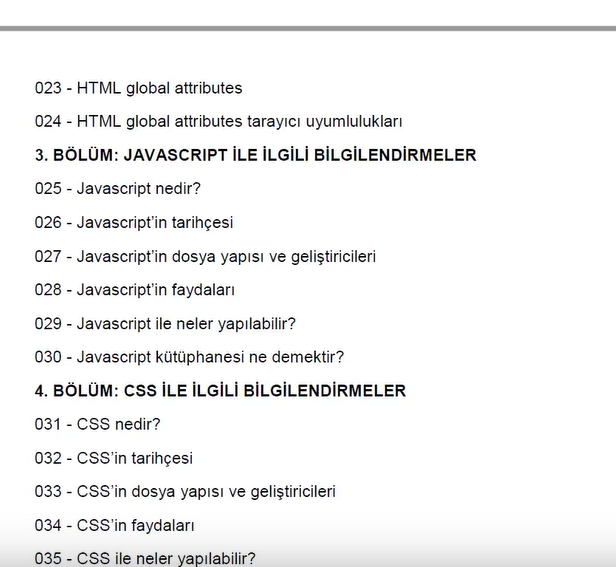 023 - HTML global attributes
024 - HTML global attributes tarayıcı uyumlulukları
3. BÖLÜM: JAVASCRIPT İLE İLGİLİ BİLGİLENDİRMELER
025 - Javascript nedir?
026 - Javascript’in tarihçesi
027 - Javascript’in dosya yapısı ve geliştiricileri
028 - Javascript’in faydaları
029 - Javascript ile neler yapılabilir?
030 - Javascript kütüphanesi ne demektir?
4. BÖLÜM: CSS İLE İLGİLİ BİLGİLENDİRMELER
031 - CSS nedir?
032 - CSS’in tarihçesi
033 - CSS’in dosya yapısı ve geliştiricileri
034 - CSS’in faydaları
035 - CSS ile neler yapılabilir?